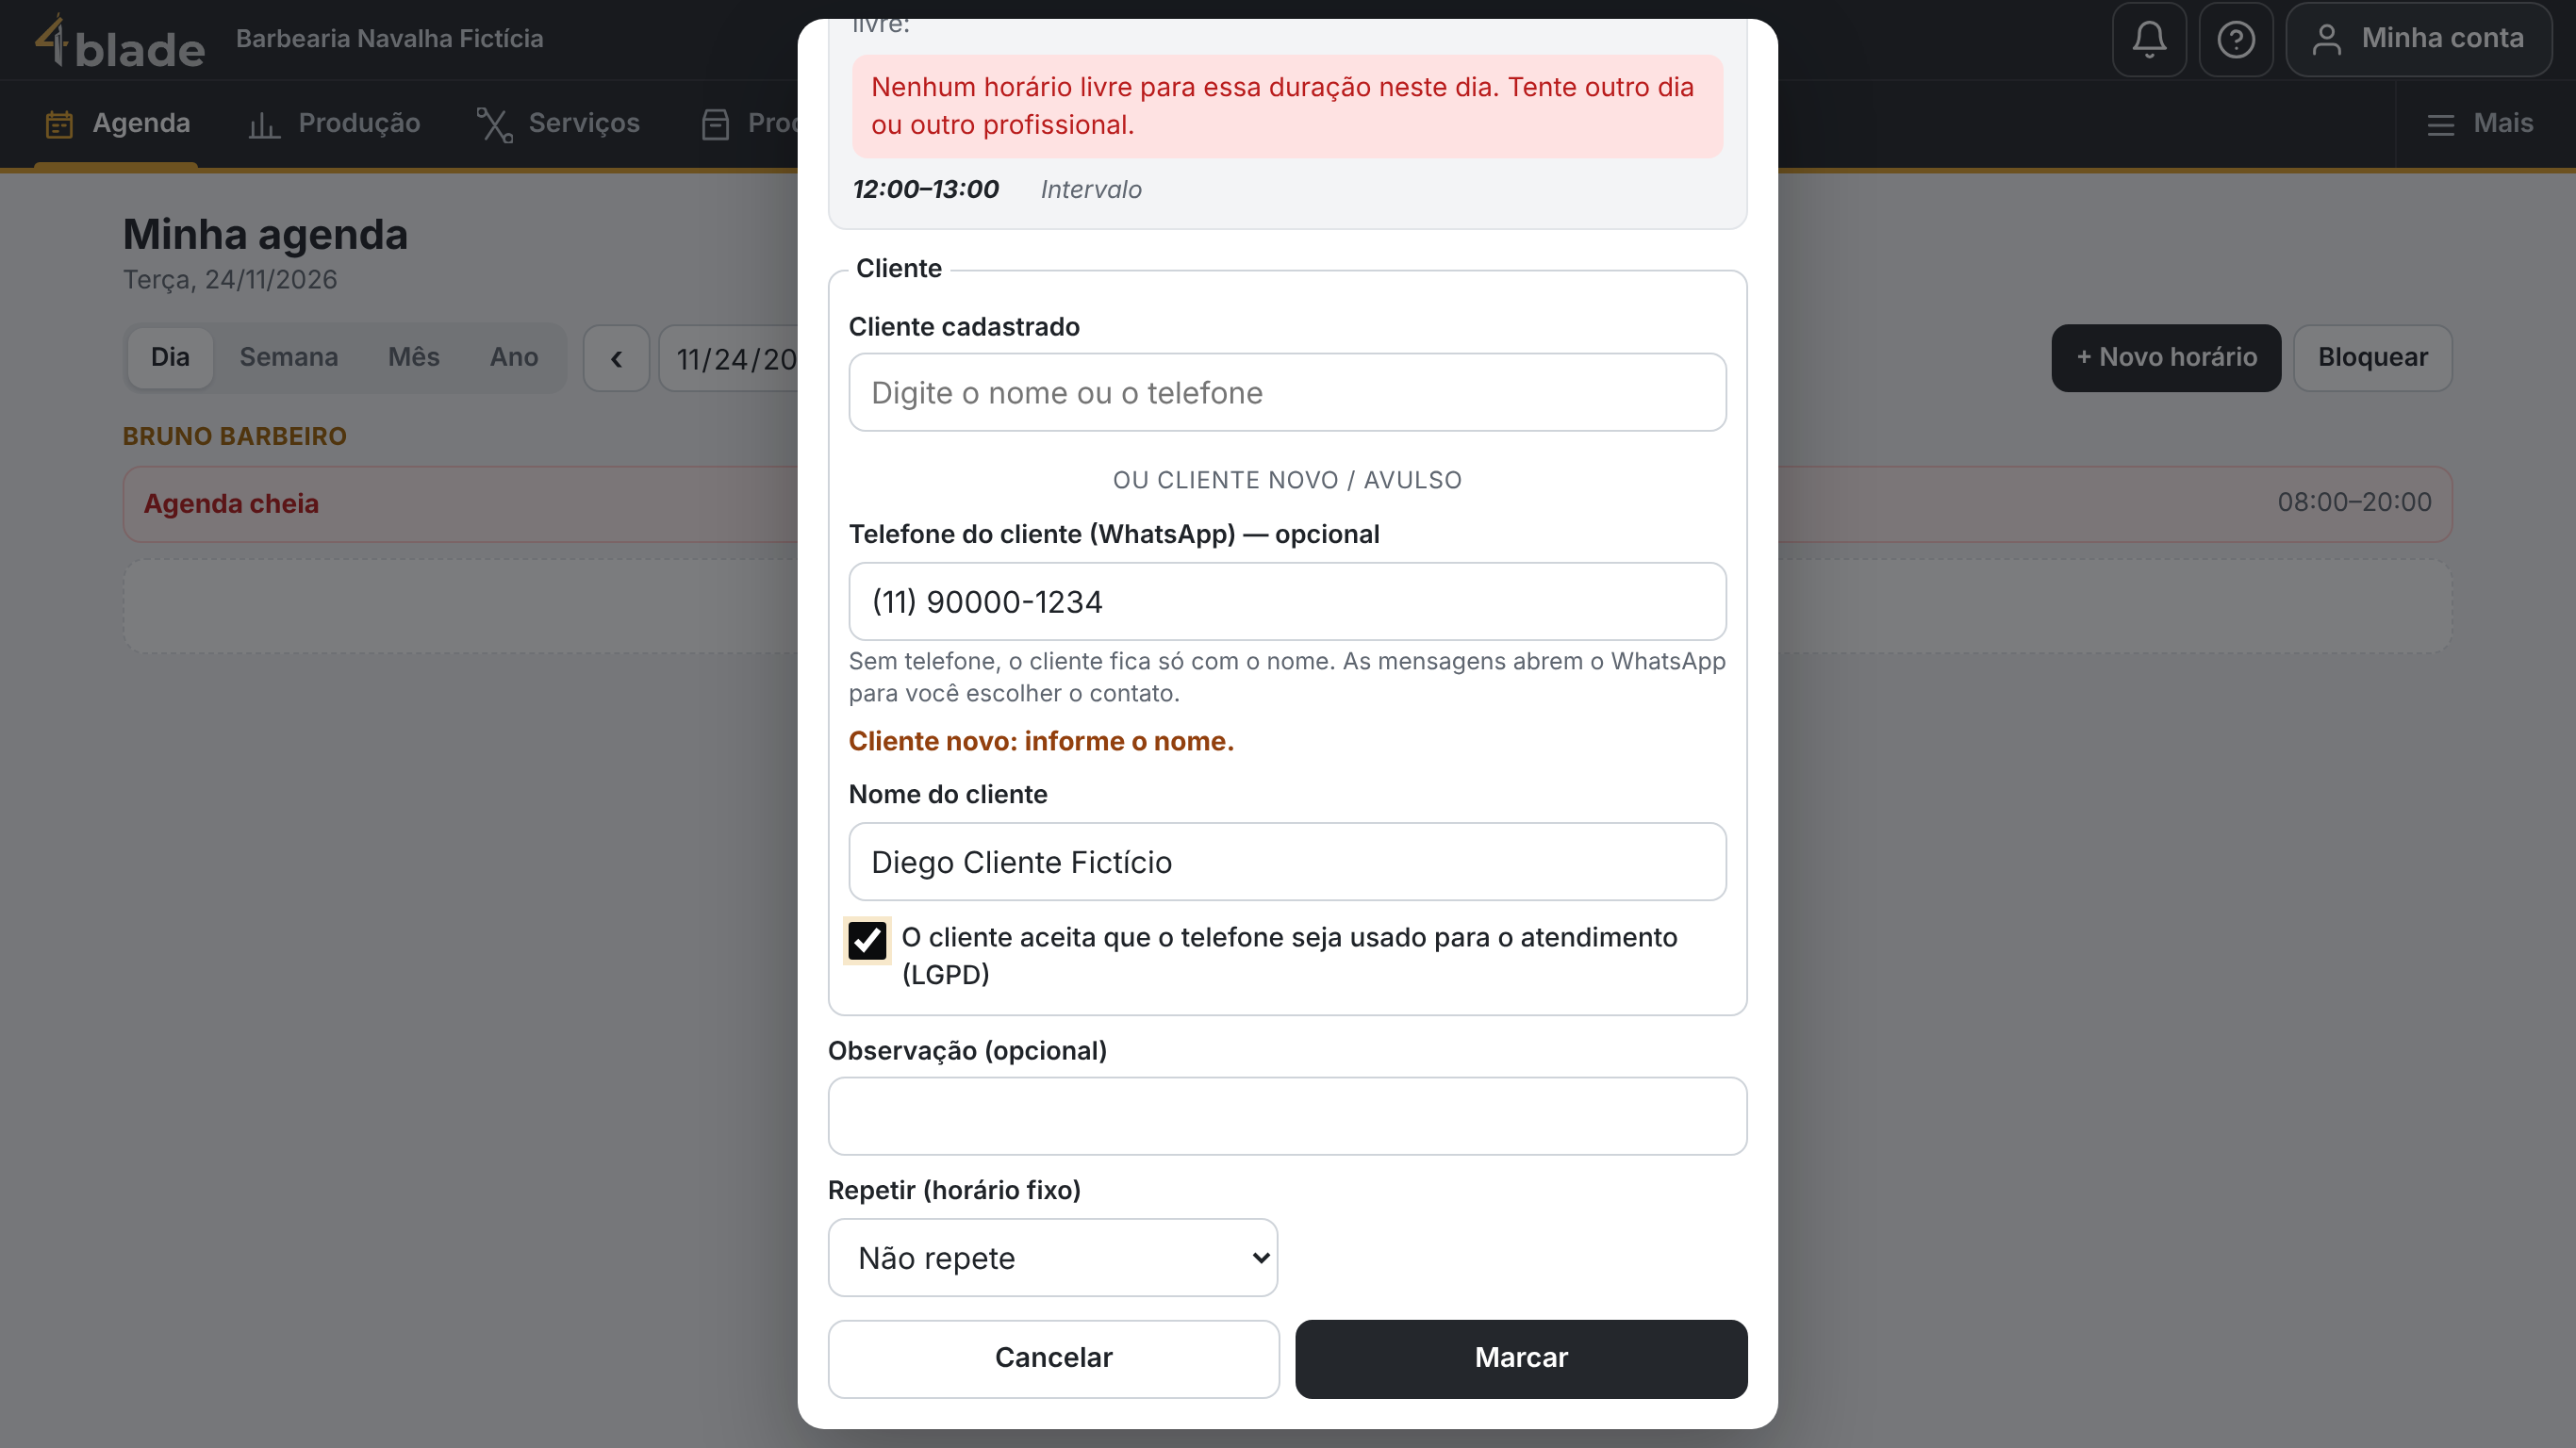 4blade
Barbearia Navalha Fictícia
Minha conta
Agenda
Produção
Serviços
Proc
Mais
Minha agenda
Terça, 24/11/2026
Dia
Semana
Mês
Ano
11/24/20
+ Novo horário
Bloquear
BRUNO BARBEIRO
Agenda cheia
08:00–20:00
livre:
Nenhum horário livre para essa duração neste dia. Tente outro dia
ou outro profissional.
12:00–13:00 Intervalo
Cliente
Cliente cadastrado
Digite o nome ou o telefone
OU CLIENTE NOVO / AVULSO
Telefone do cliente (WhatsApp) — opcional
(11) 90000-1234
Sem telefone, o cliente fica só com o nome. As mensagens abrem o WhatsApp
para você escolher o contato.
Cliente novo: informe o nome.
Nome do cliente
Diego Cliente Fictício
O cliente aceita que o telefone seja usado para o atendimento
(LGPD)
Observação (opcional)
Repetir (horário fixo)
Não repete
Cancelar
Marcar